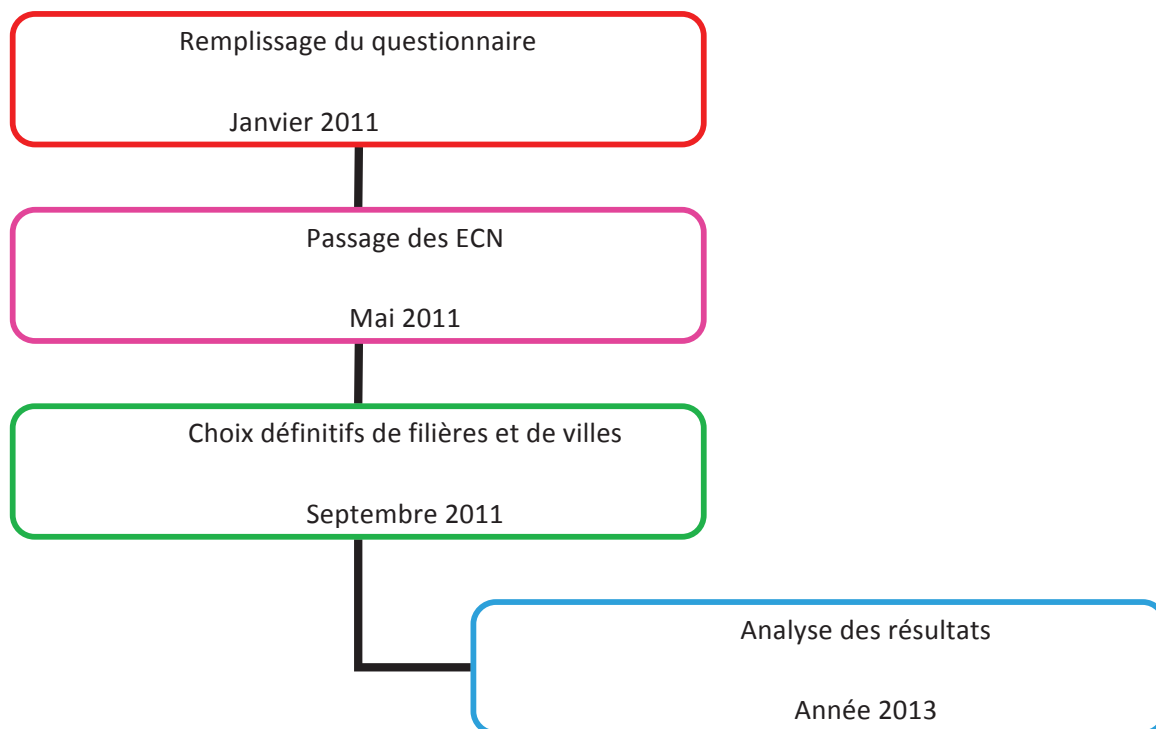 Remplissage du questionnaire
Janvier 2011
Passage des ECN
Mai 2011
Choix définitifs de filières et de villes
Septembre 2011
Analyse des résultats
Année 2013